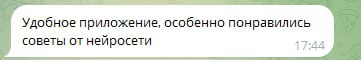 Удобное приложение, особенно понравились
советы от нейросети
17:44